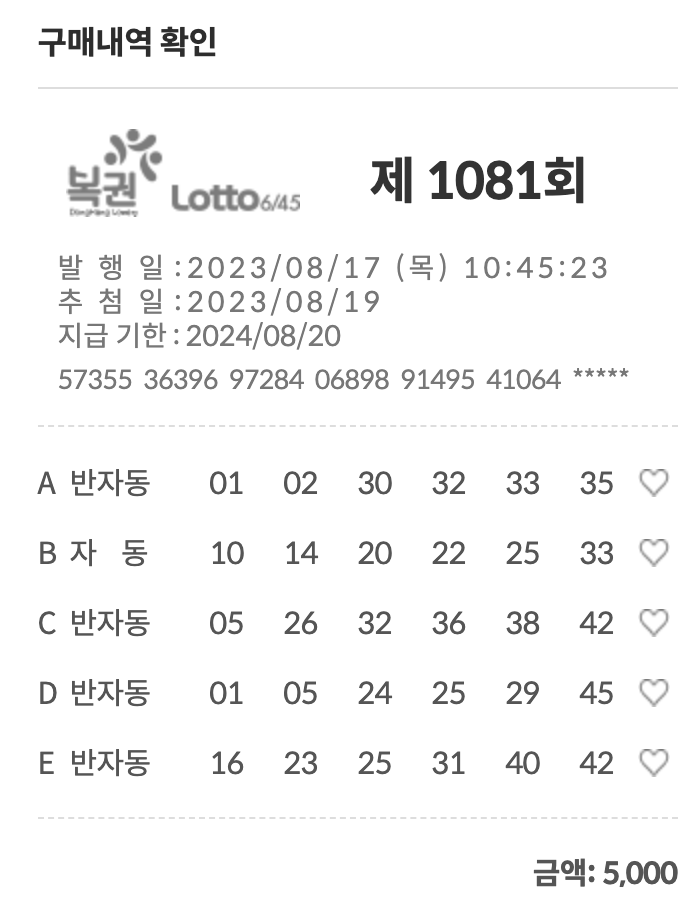 구매내역 확인
복권 Lotto6/45
제 1081회
발 행 일 : 2023/08/17 (목) 10:45:23
추 첨 일 : 2023/08/19
지급 기한 : 2024/08/20
57355 36396 97284 06898 91495 41064 *****
A 반자동 01 02 30 32 33 35
B 자 동 10 14 20 22 25 33
C 반자동 05 26 32 36 38 42
D 반자동 01 05 24 25 29 45
E 반자동 16 23 25 31 40 42
금액: 5,000